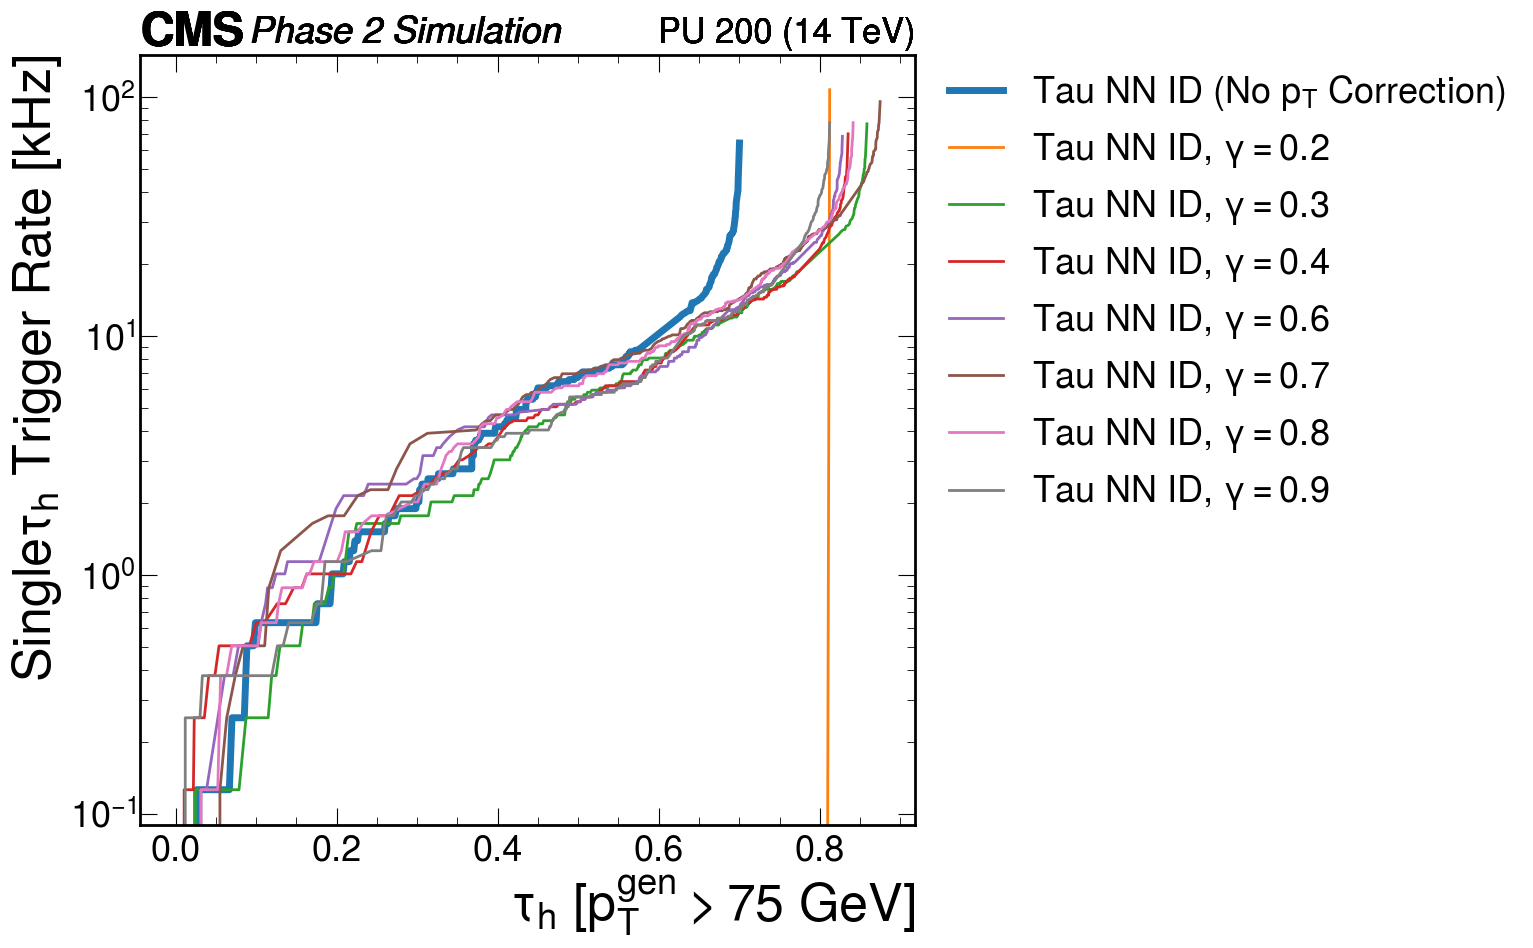 CMS Phase 2 Simulation PU 200 (14 TeV)
Single τh Trigger Rate [kHz]
10²
10¹
10⁰
10⁻¹
0.0 0.2 0.4 0.6 0.8
τh [pTgen > 75 GeV]
Tau NN ID (No pT Correction)
Tau NN ID, γ = 0.2
Tau NN ID, γ = 0.3
Tau NN ID, γ = 0.4
Tau NN ID, γ = 0.6
Tau NN ID, γ = 0.7
Tau NN ID, γ = 0.8
Tau NN ID, γ = 0.9